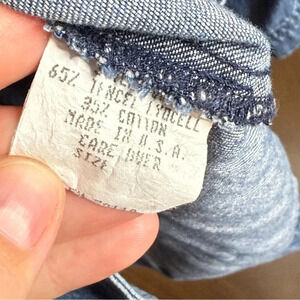 65% TENCEL LYOCELL
35% COTTON
MADE IN U.S.A.
CARE/OVER
SIZE